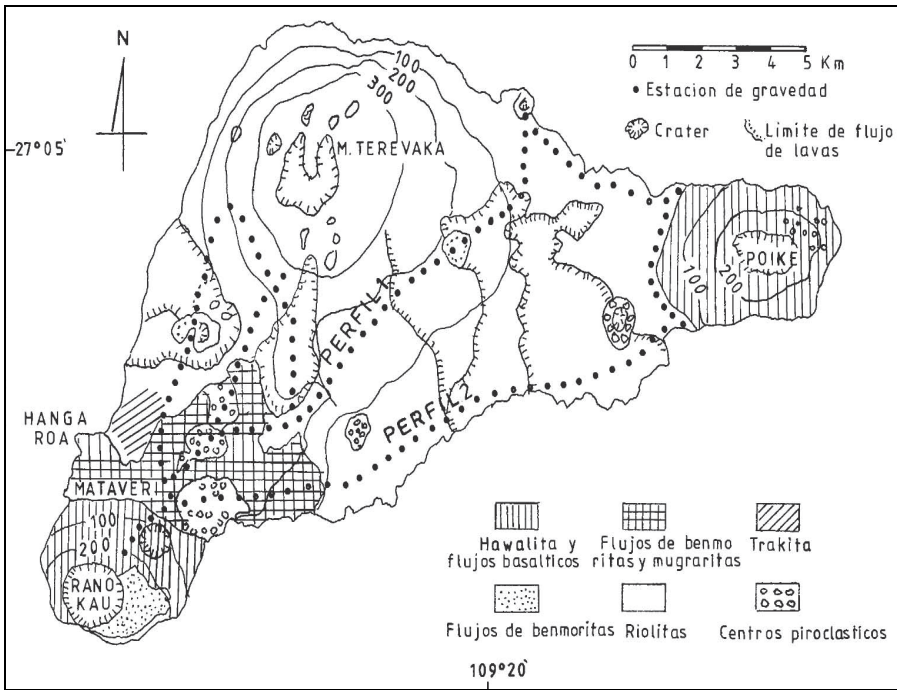 N
0 1 2 3 4 5 Km
• Estacion de gravedad
Crater
Limite de flujo
de lavas
100
200
300
27°05'
M. TEREVAKA
POIKE
100
200
PERFIL 1
PERFIL 2
HANGA
ROA
MATAVERI
100
200
RANO
KAU
Hawalita y
flujos basalticos
Flujos de benmo
ritas y mugraritas
Trakita
Flujos de benmoritas
Riolitas
Centros piroclasticos
109°20'